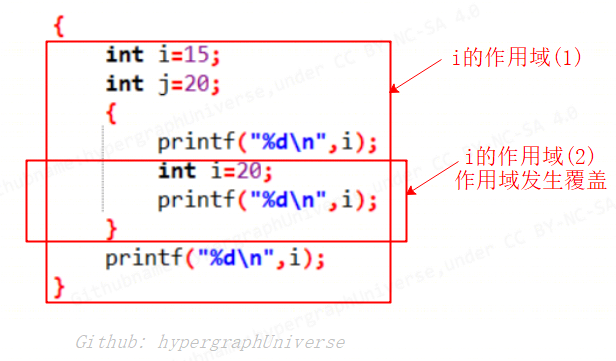 {
int i=15;
int j=20;
{
printf("%d\n",i);
int i=20;
printf("%d\n",i);
}
printf("%d\n",i);
}
i的作用域(1)
i的作用域(2)
作用域发生覆盖
Github: hypergraphUniverse